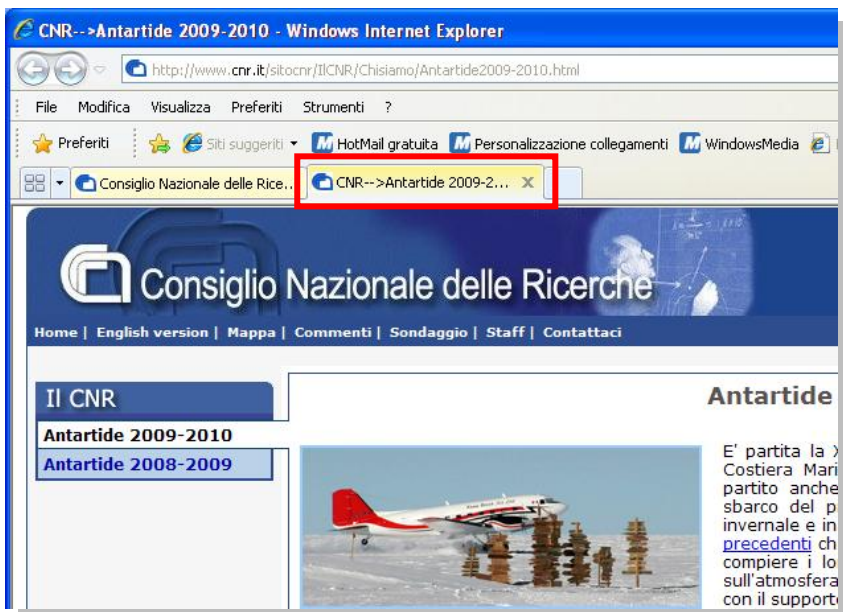 CNR-->Antartide 2009-2010 - Windows Internet Explorer
http://www.cnr.it/sitocnr/IlCNR/Chisiamo/Antartide2009-2010.html
File Modifica Visualizza Preferiti Strumenti ?
Preferiti Siti suggeriti HotMail gratuita Personalizzazione collegamenti WindowsMedia
Consiglio Nazionale delle Rice... CNR-->Antartide 2009-2... X
Consiglio Nazionale delle Ricerche
Home | English version | Mappa | Commenti | Sondaggio | Staff | Contattaci
Il CNR
Antartide
Antartide 2009-2010
Antartide 2008-2009
E' partita la X
Costiera Mari
partito anche
sbarco del p
invernale e in
precedenti ch
compiere i lo
sull'atmosfera
con il supporto